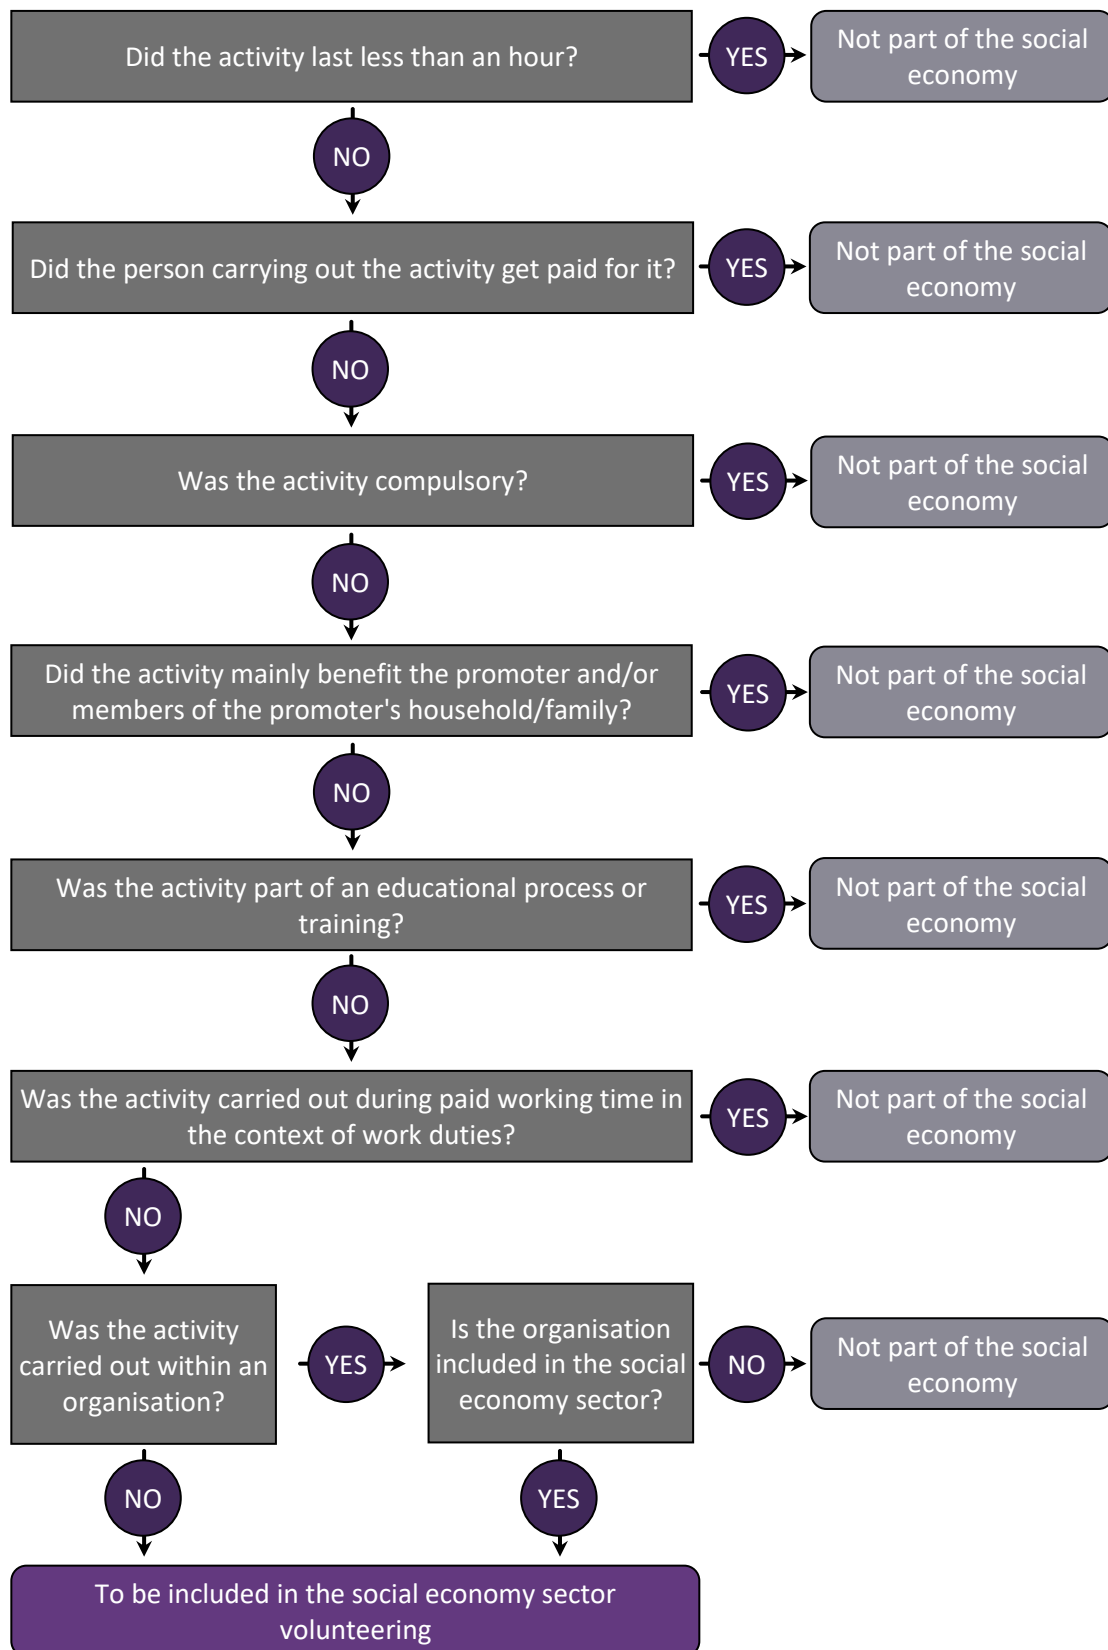 Did the activity last less than an hour?
YES
Not part of the social
economy
NO
Did the person carrying out the activity get paid for it?
YES
Not part of the social
economy
NO
Was the activity compulsory?
YES
Not part of the social
economy
NO
Did the activity mainly benefit the promoter and/or
members of the promoter's household/family?
YES
Not part of the social
economy
NO
Was the activity part of an educational process or
training?
YES
Not part of the social
economy
NO
Was the activity carried out during paid working time in
the context of work duties?
YES
Not part of the social
economy
NO
Was the activity
carried out within an
organisation?
YES
Is the organisation
included in the social
economy sector?
NO
Not part of the social
economy
NO
YES
To be included in the social economy sector
volunteering